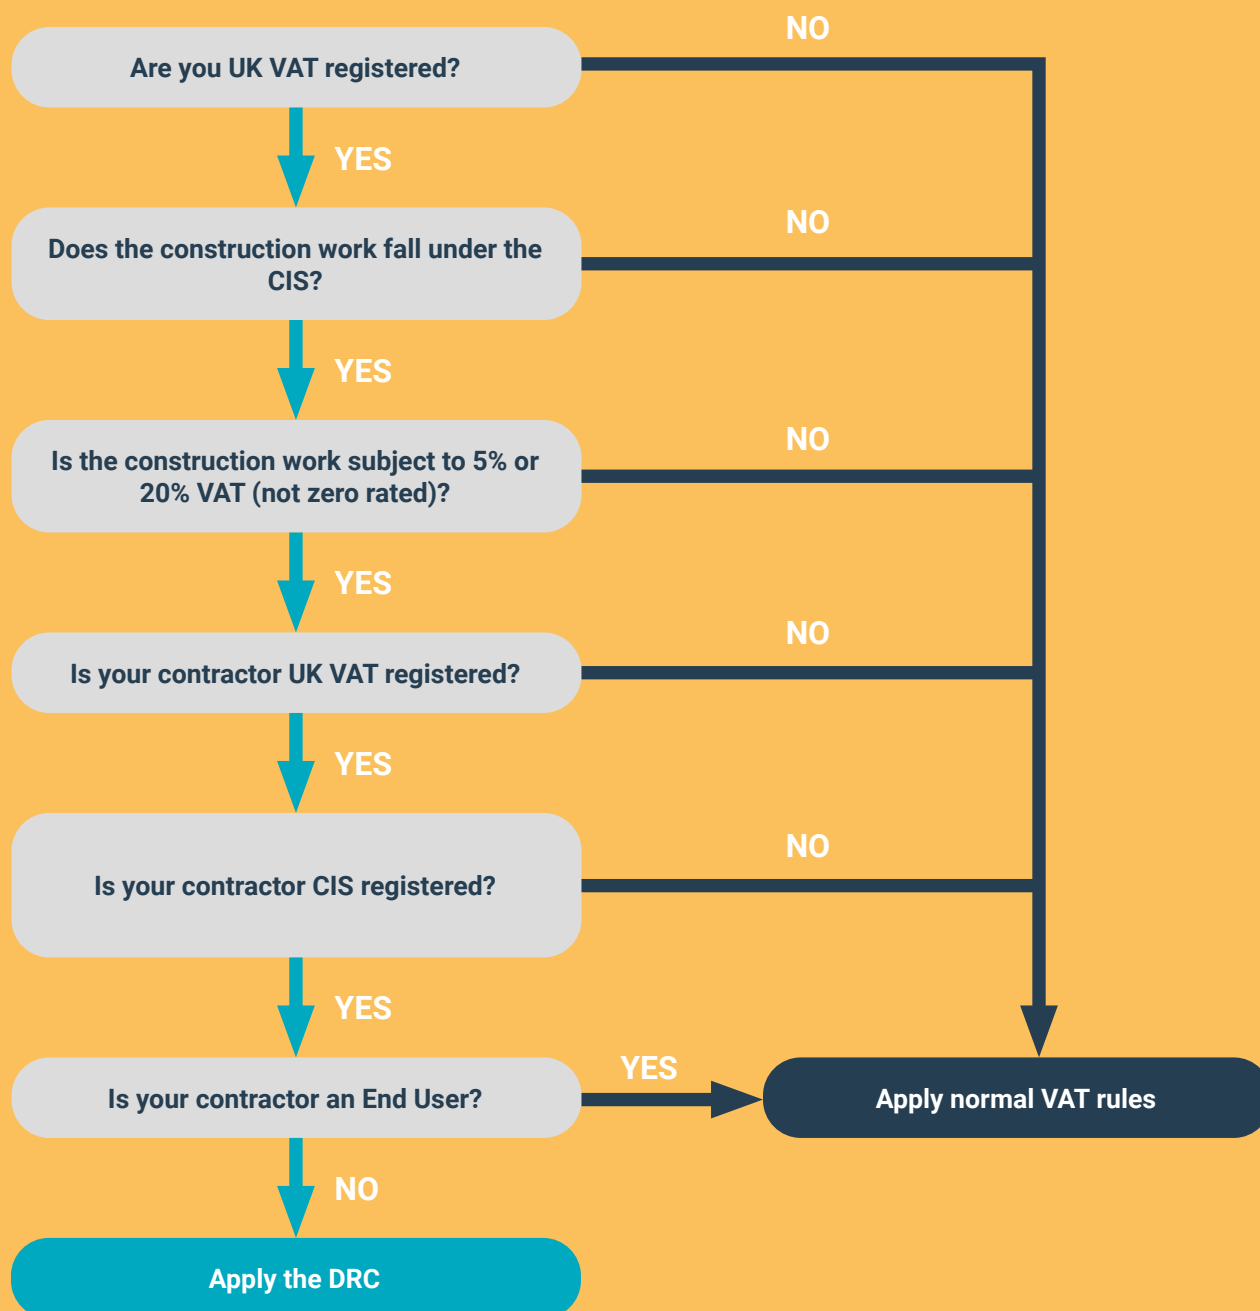 NO
Are you UK VAT registered?
YES
NO
Does the construction work fall under the
CIS?
YES
NO
Is the construction work subject to 5% or
20% VAT (not zero rated)?
YES
NO
Is your contractor UK VAT registered?
YES
NO
Is your contractor CIS registered?
YES
YES
Is your contractor an End User?
Apply normal VAT rules
NO
Apply the DRC